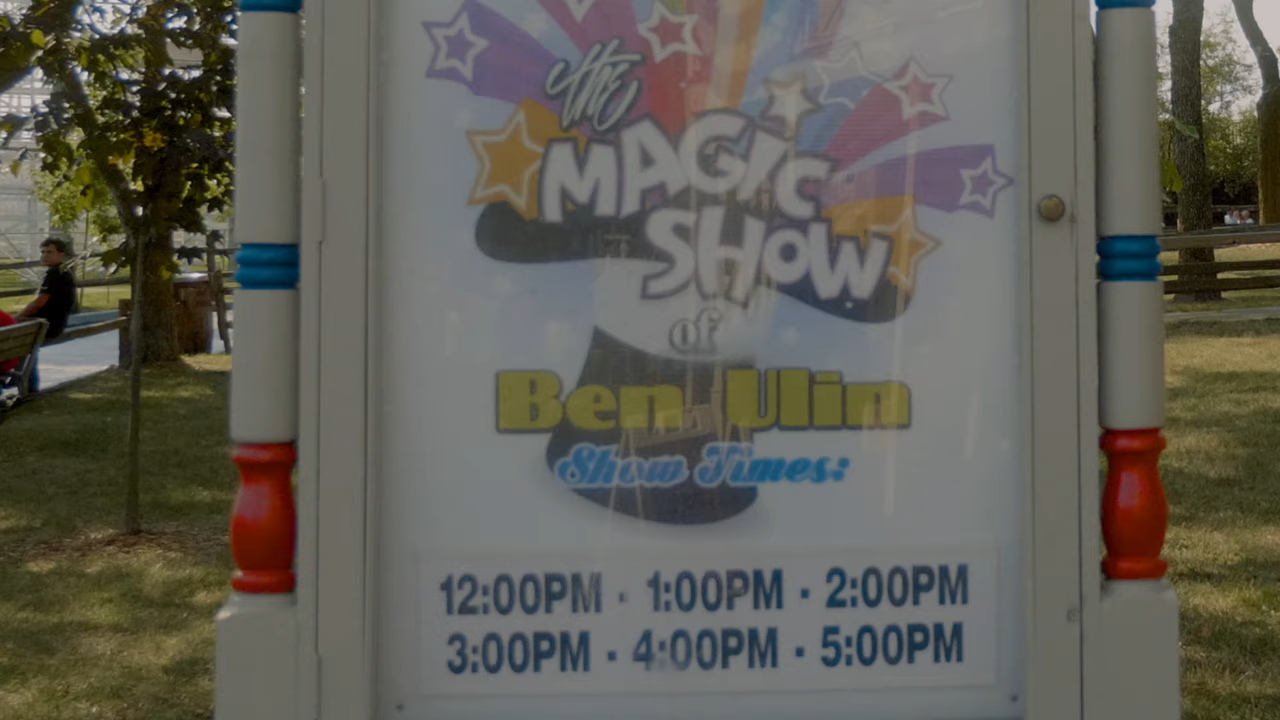 the
MAGIC
SHOW
of
Ben Ulin
Show Times:
12:00PM · 1:00PM · 2:00PM
3:00PM · 4:00PM · 5:00PM